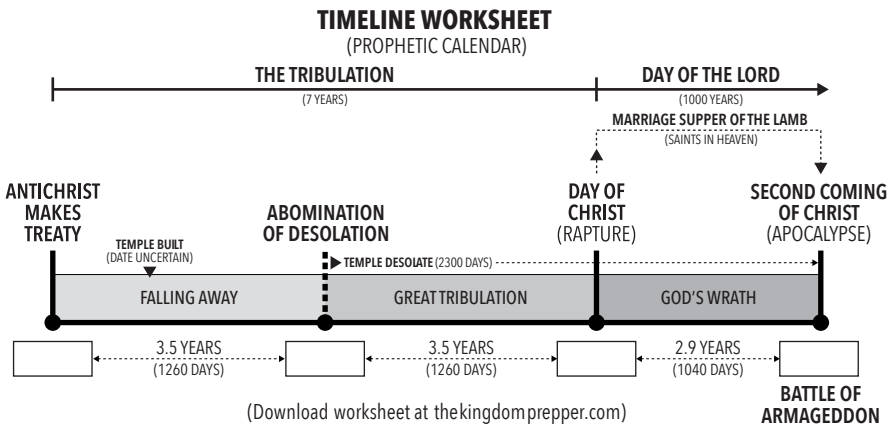 TIMELINE WORKSHEET
(PROPHETIC CALENDAR)
THE TRIBULATION
(7 YEARS)
DAY OF THE LORD
(1000 YEARS)
MARRIAGE SUPPER OF THE LAMB
(SAINTS IN HEAVEN)
ANTICHRIST
MAKES
TREATY
TEMPLE BUILT
(DATE UNCERTAIN)
ABOMINATION
OF DESOLATION
DAY OF
CHRIST
(RAPTURE)
SECOND COMING
OF CHRIST
(APOCALYPSE)
TEMPLE DESOLATE (2300 DAYS)
FALLING AWAY
GREAT TRIBULATION
GOD'S WRATH
3.5 YEARS
(1260 DAYS)
3.5 YEARS
(1260 DAYS)
2.9 YEARS
(1040 DAYS)
BATTLE OF
ARMAGEDDON
(Download worksheet at thekingdomprepper.com)